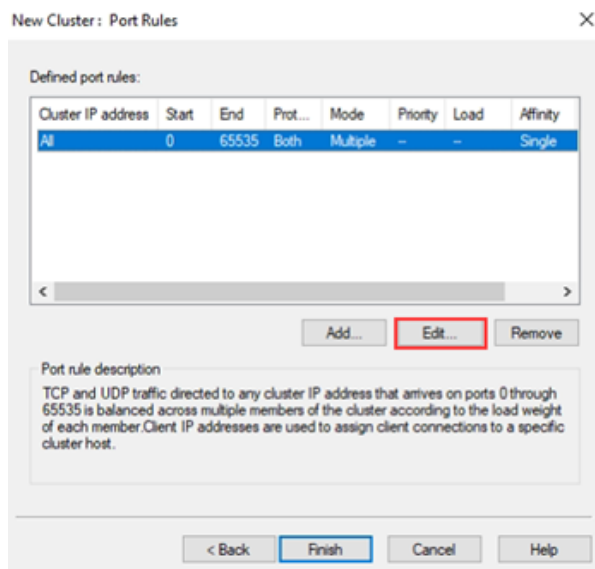 New Cluster: Port Rules
Defined port rules:
Cluster IP address Start End Prot... Mode Priority Load Affinity
All 0 65535 Both Multiple -- -- Single
Add... Edit... Remove
Port rule description
TCP and UDP traffic directed to any cluster IP address that arrives on ports 0 through
65535 is balanced across multiple members of the cluster according to the load weight
of each member.Client IP addresses are used to assign client connections to a specific
cluster host.
< Back Finish Cancel Help